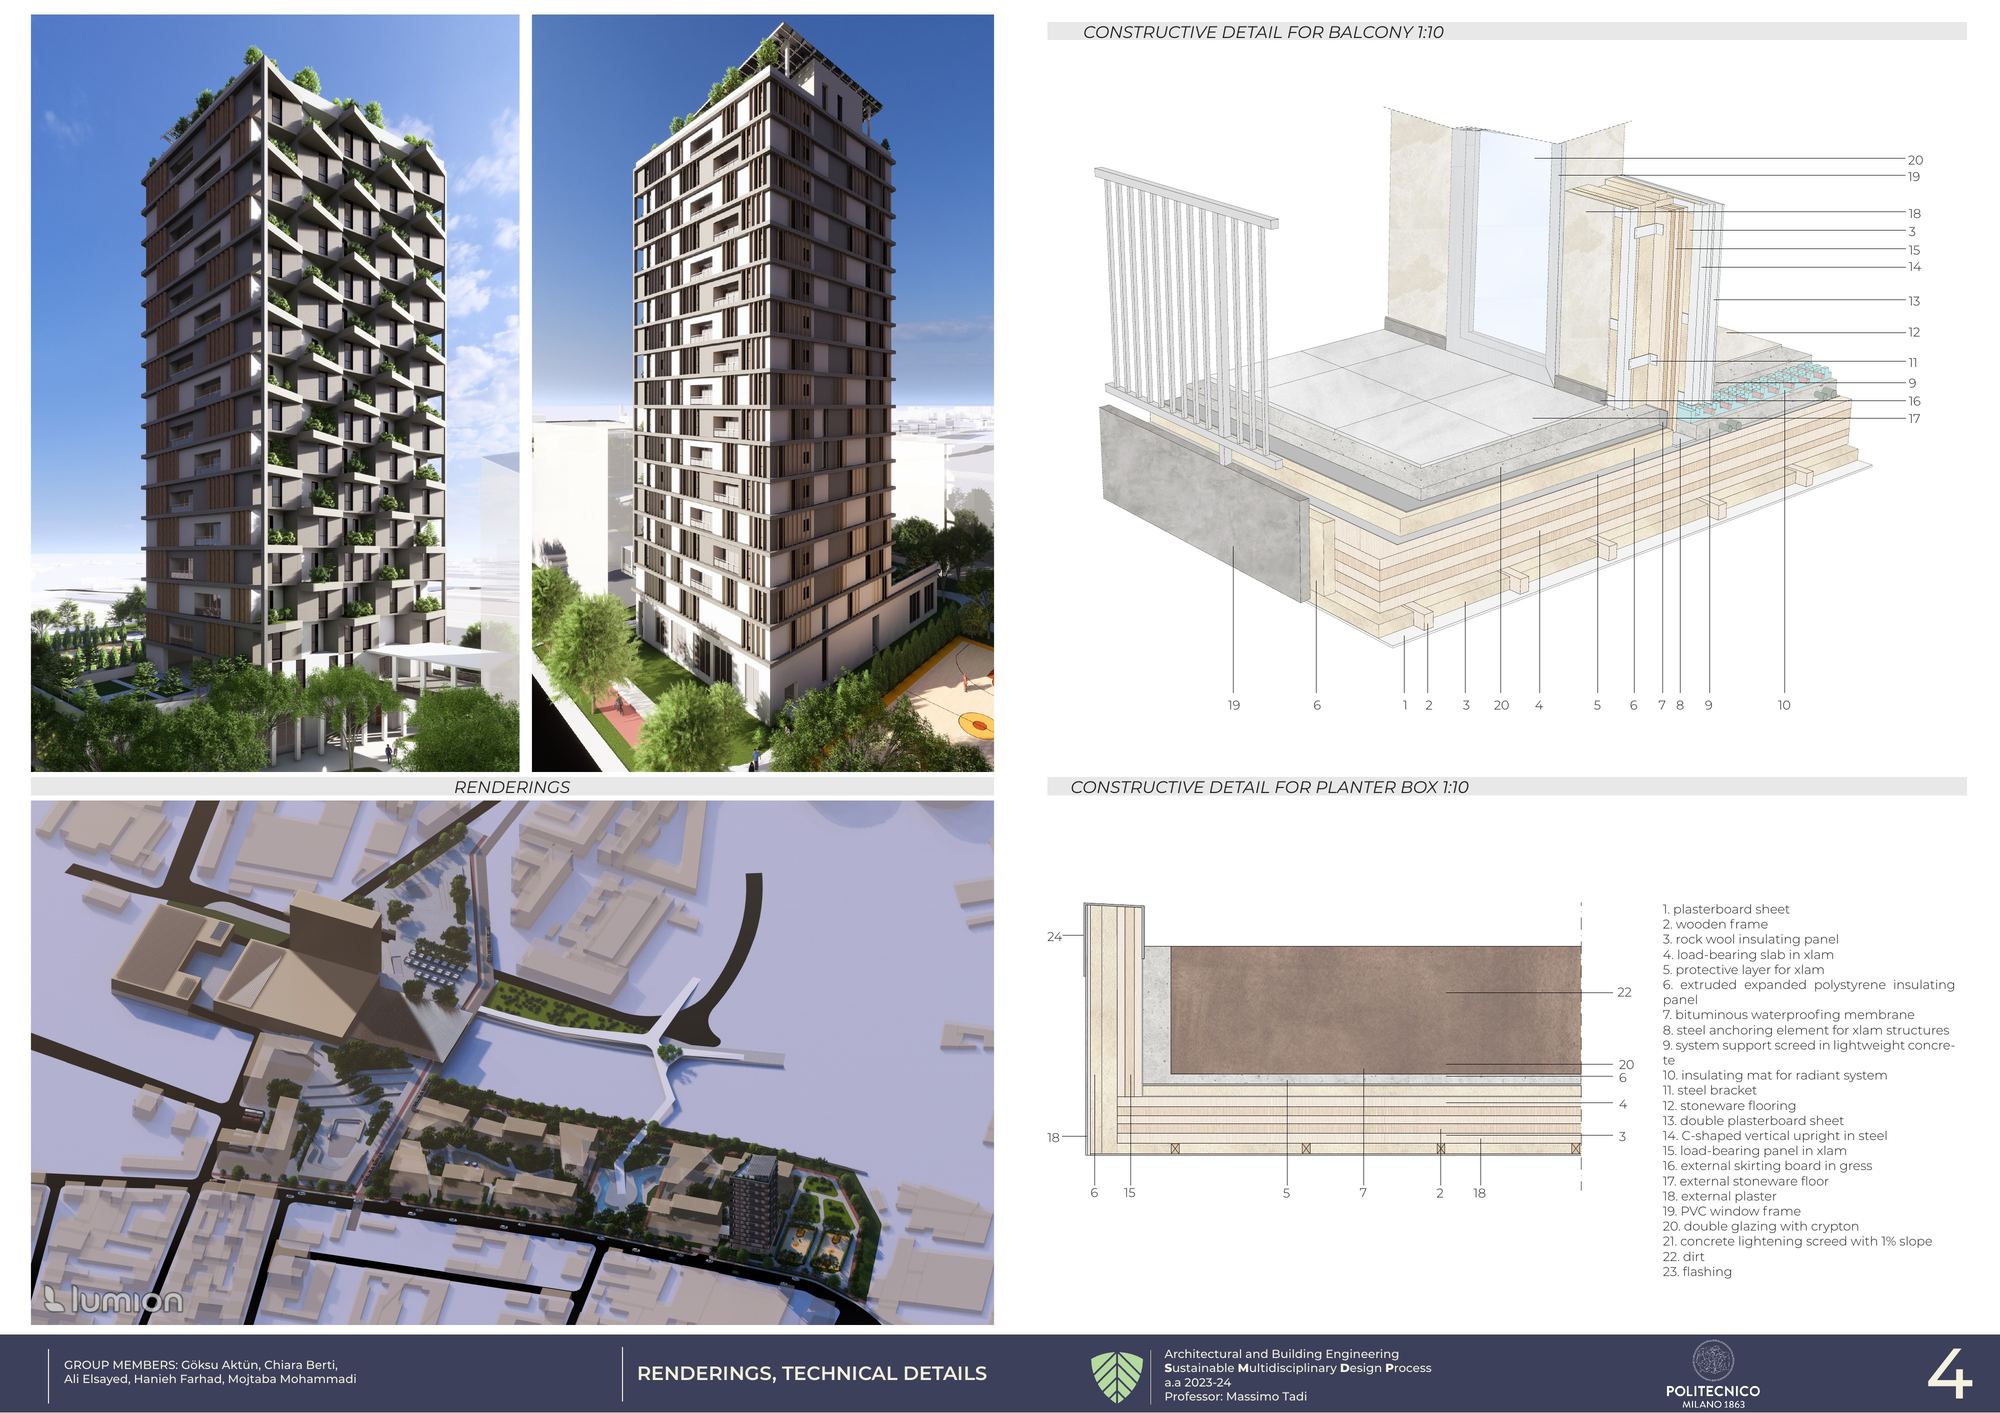 CONSTRUCTIVE DETAIL FOR BALCONY 1:10
20
19
18
3
15
14
13
12
11
9
16
17
19 6 1 2 3 20 4 5 6 7 8 9 10
RENDERINGS
CONSTRUCTIVE DETAIL FOR PLANTER BOX 1:10
24
22
20
6
4
18
3
6 15 5 7 2 18
1. plasterboard sheet
2. wooden frame
3. rock wool insulating panel
4. load-bearing slab in xlam
5. protective layer for xlam
6. extruded expanded polystyrene insulating
panel
7. bituminous waterproofing membrane
8. steel anchoring element for xlam structures
9. system support screed in lightweight concre-
te
10. insulating mat for radiant system
11. steel bracket
12. stoneware flooring
13. double plasterboard sheet
14. C-shaped vertical upright in steel
15. load-bearing panel in xlam
16. external skirting board in gress
17. external stoneware floor
18. external plaster
19. PVC window frame
20. double glazing with crypton
21. concrete lightening screed with 1% slope
22. dirt
23. flashing
lumion
GROUP MEMBERS: Göksu Aktün, Chiara Berti,
Ali Elsayed, Hanieh Farhad, Mojtaba Mohammadi
RENDERINGS, TECHNICAL DETAILS
Architectural and Building Engineering
Sustainable Multidisciplinary Design Process
a.a 2023-24
Professor: Massimo Tadi
POLITECNICO
MILANO 1863
4